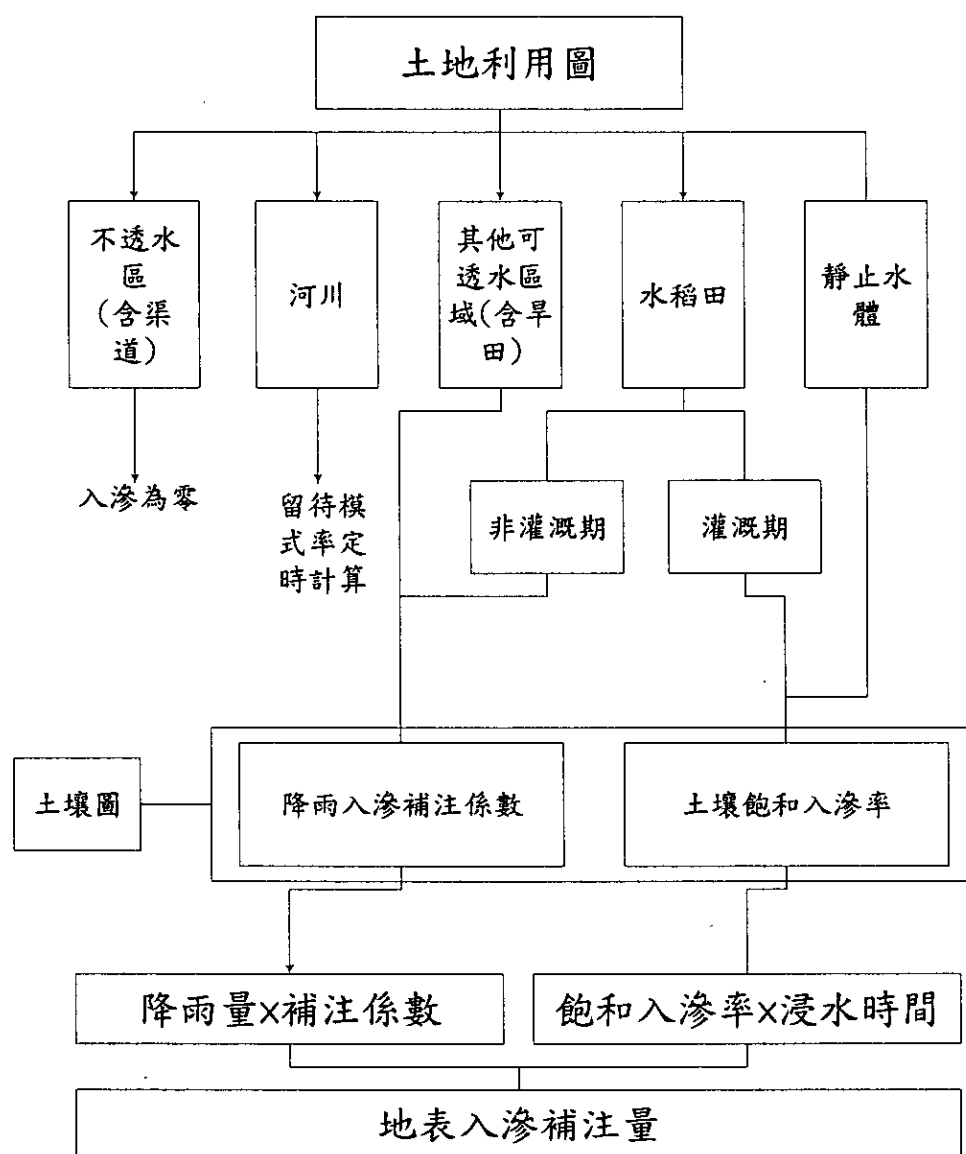 土地利用圖
不透水
區
(含渠
道)
河川
其他可
透水區
域(含旱
田)
水稻田
靜止水
體
入滲為零
留待模
式率定
時計算
非灌溉期
灌溉期
土壤圖
降雨入滲補注係數
土壤飽和入滲率
降雨量×補注係數
飽和入滲率×浸水時間
地表入滲補注量